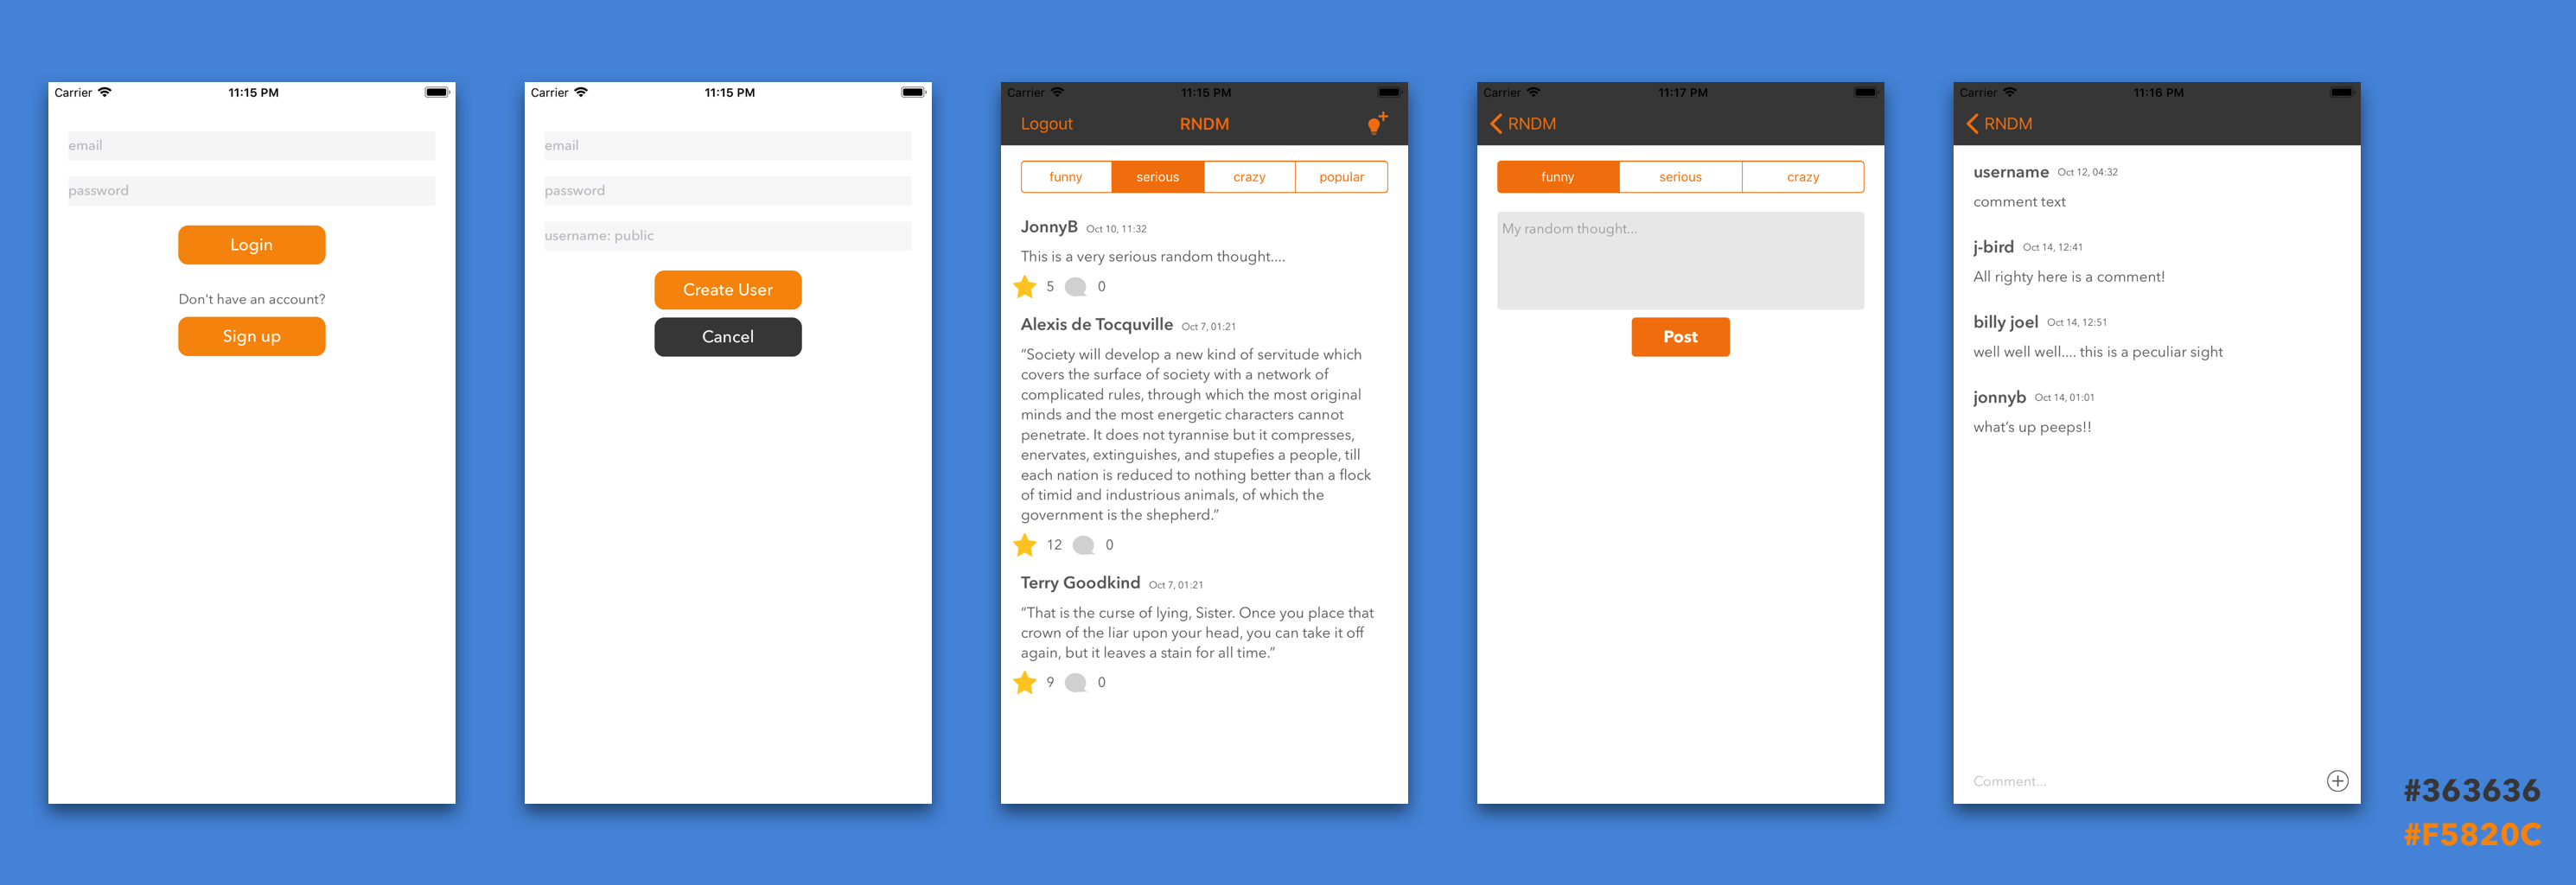 Carrier 11:15 PM
email
password
Login
Don't have an account?
Sign up
Carrier 11:15 PM
email
password
username: public
Create User
Cancel
Carrier 11:15 PM
Logout RNDM
funny serious crazy popular
JonnyB Oct 10, 11:32
This is a very serious random thought....
5 0
Alexis de Tocquville Oct 7, 01:21
“Society will develop a new kind of servitude which
covers the surface of society with a network of
complicated rules, through which the most original
minds and the most energetic characters cannot
penetrate. It does not tyrannise but it compresses,
enervates, extinguishes, and stupefies a people, till
each nation is reduced to nothing better than a flock
of timid and industrious animals, of which the
government is the shepherd.”
12 0
Terry Goodkind Oct 7, 01:21
“That is the curse of lying, Sister. Once you place that
crown of the liar upon your head, you can take it off
again, but it leaves a stain for all time.”
9 0
Carrier 11:17 PM
RNDM
funny serious crazy
My random thought...
Post
Carrier 11:16 PM
RNDM
username Oct 12, 04:32
comment text
j-bird Oct 14, 12:41
All righty here is a comment!
billy joel Oct 14, 12:51
well well well.... this is a peculiar sight
jonnyb Oct 14, 01:01
what’s up peeps!!
Comment...
#363636
#F5820C